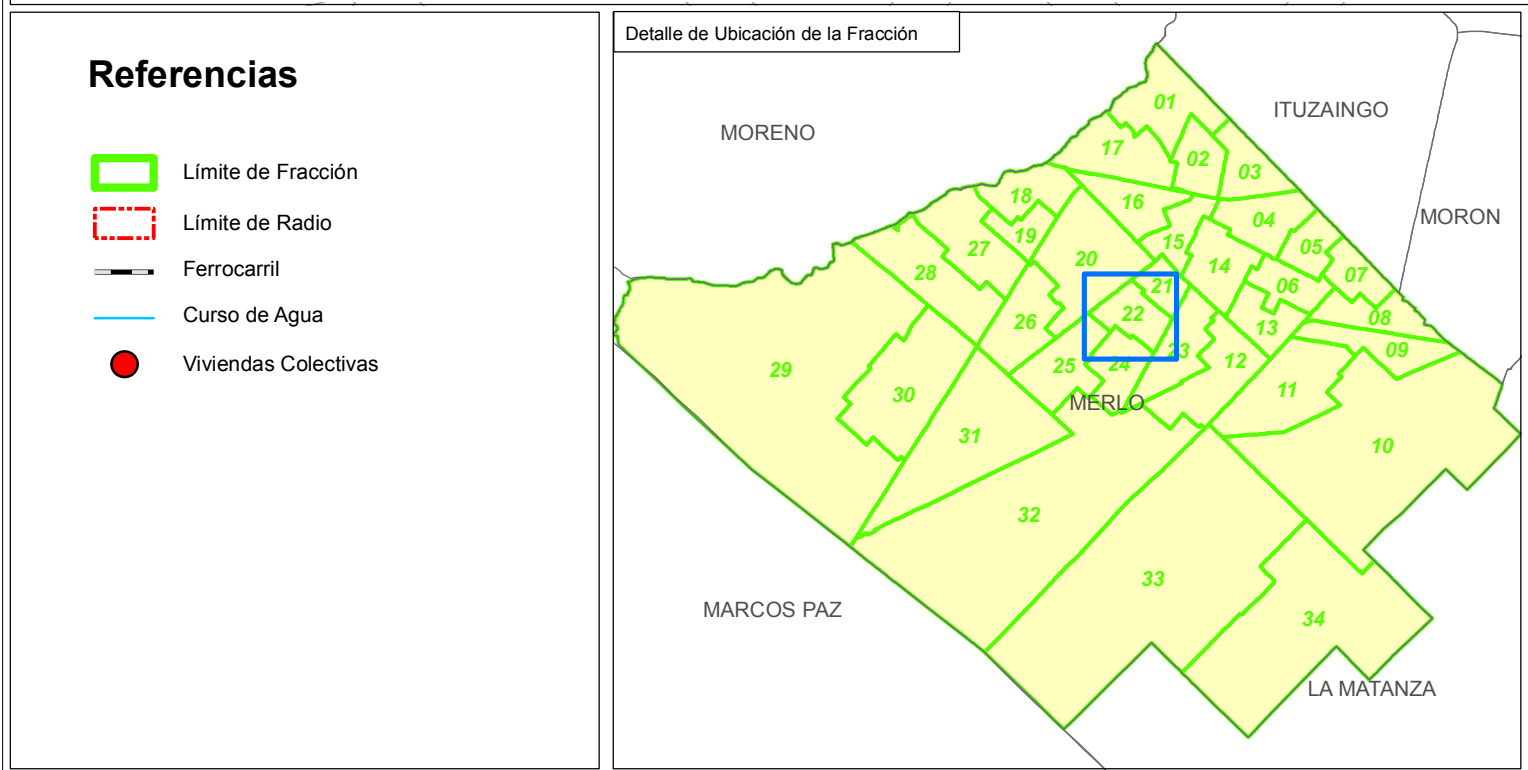 Referencias
Límite de Fracción
Límite de Radio
Ferrocarril
Curso de Agua
Viviendas Colectivas
Detalle de Ubicación de la Fracción
MORENO
ITUZAINGO
MORON
MERLO
MARCOS PAZ
LA MATANZA
01
17
02
03
18
16
04
19
15
05
27
20
14
07
28
21
06
22
08
26
13
23
09
12
25
24
29
11
30
31
10
32
33
34